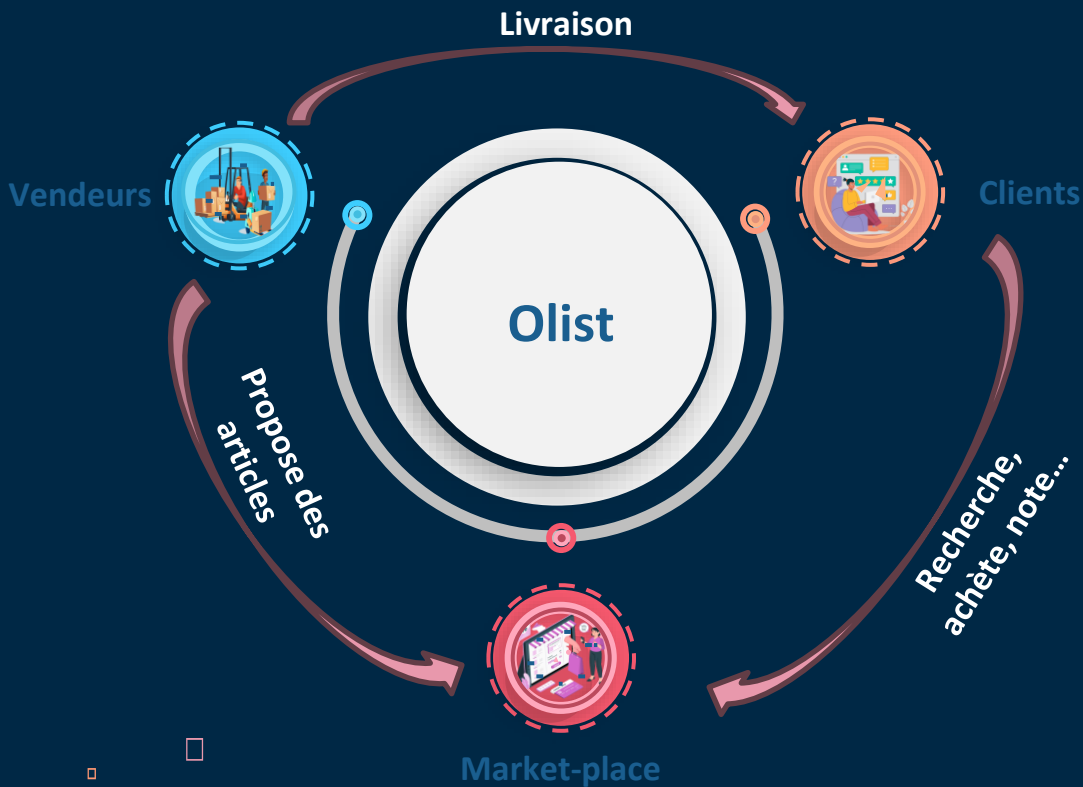 Livraison
Vendeurs
Clients
Olist
Propose des
articles
Recherche,
achète, note...
Market-place